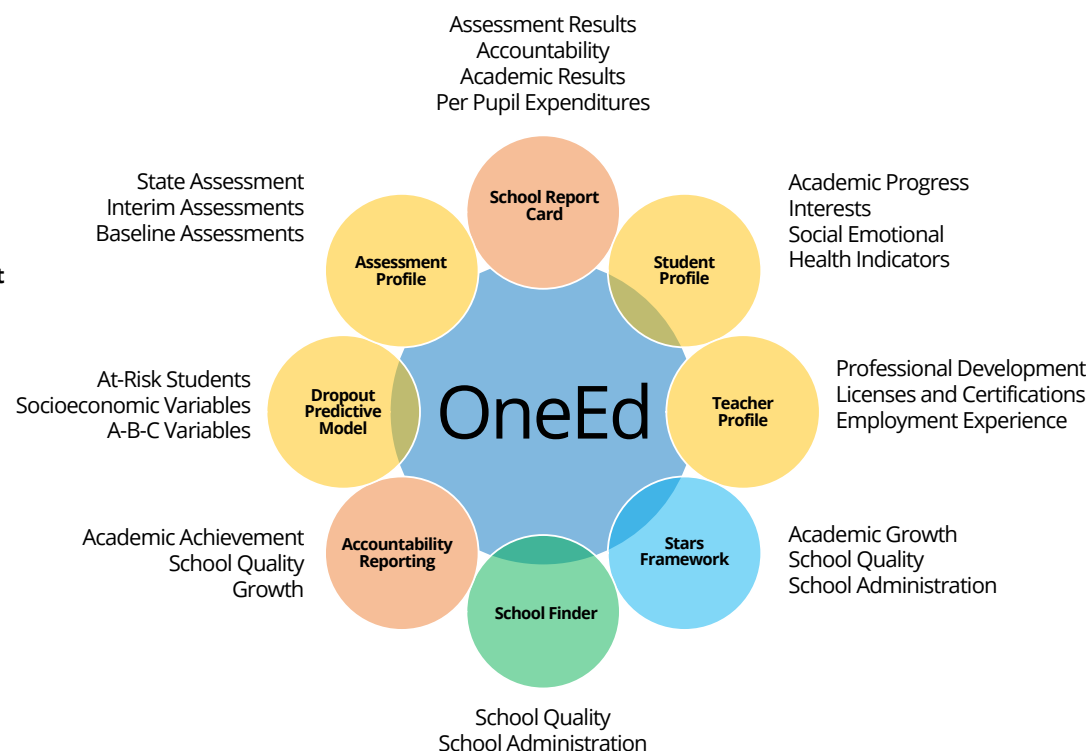 Assessment Results
Accountability
Academic Results
Per Pupil Expenditures
School Report
Card
State Assessment
Interim Assessments
Baseline Assessments
Assessment
Profile
Student
Profile
Academic Progress
Interests
Social Emotional
Health Indicators
At-Risk Students
Socioeconomic Variables
A-B-C Variables
Dropout
Predictive
Model
OneEd
Teacher
Profile
Professional Development
Licenses and Certifications
Employment Experience
Academic Achievement
School Quality
Growth
Accountability
Reporting
Stars
Framework
Academic Growth
School Quality
School Administration
School Finder
School Quality
School Administration